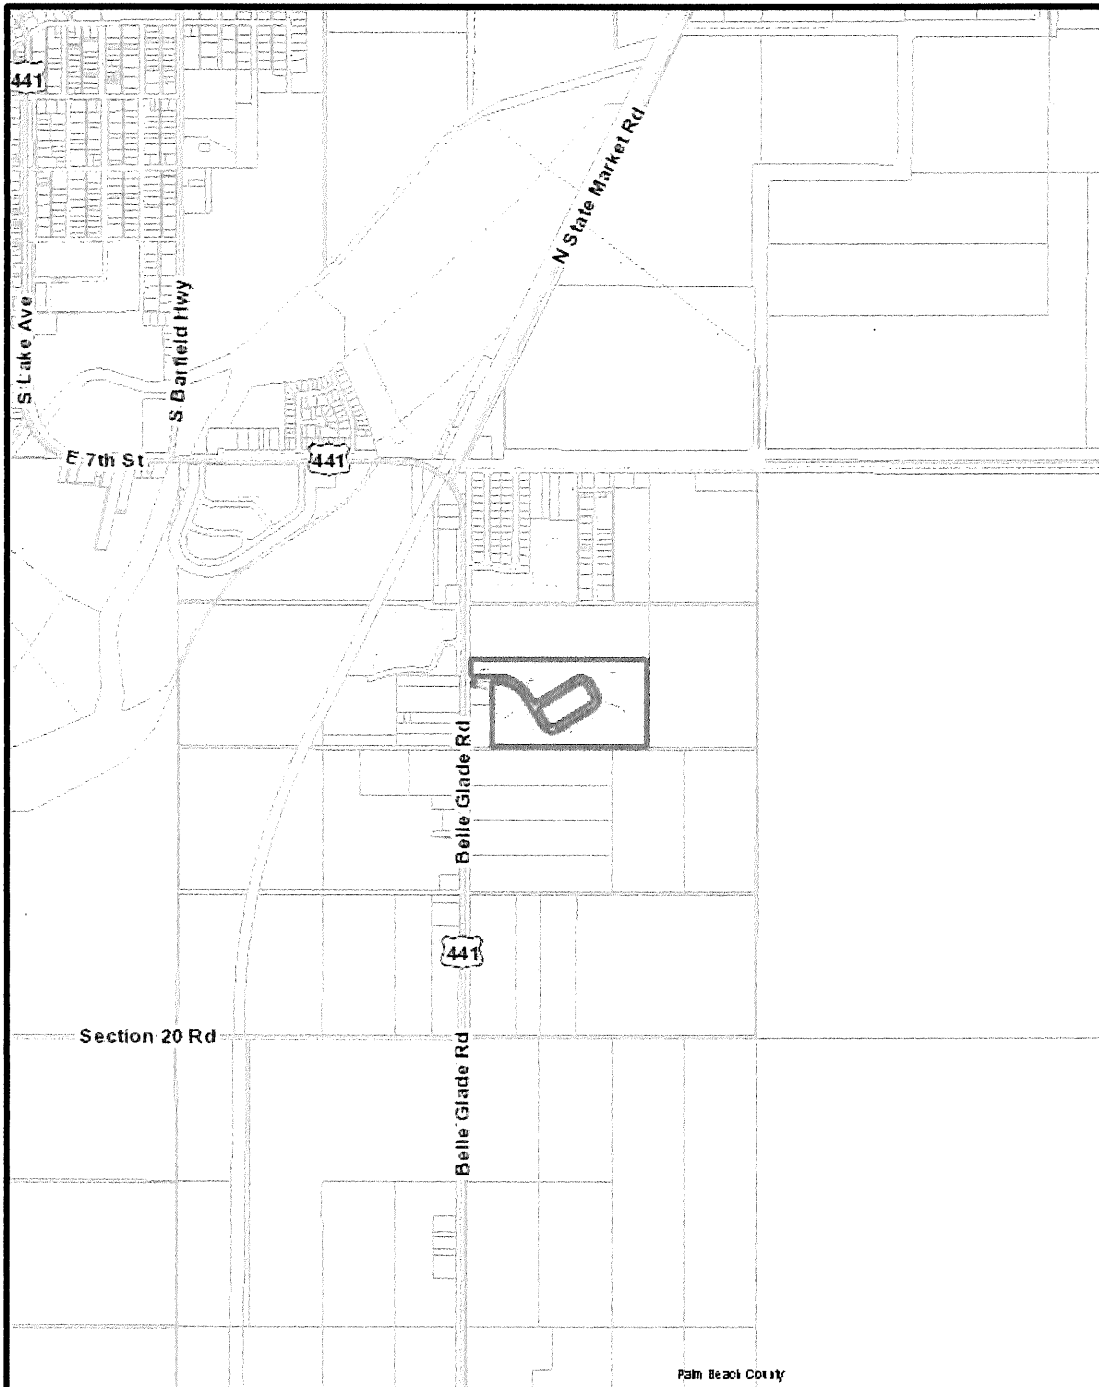 441
N State Market Rd
S Lake Ave
S Barfield Hwy
E 7th St
441
Belle Glade Rd
441
Section 20 Rd
Belle Glade Rd
Palm Beach County